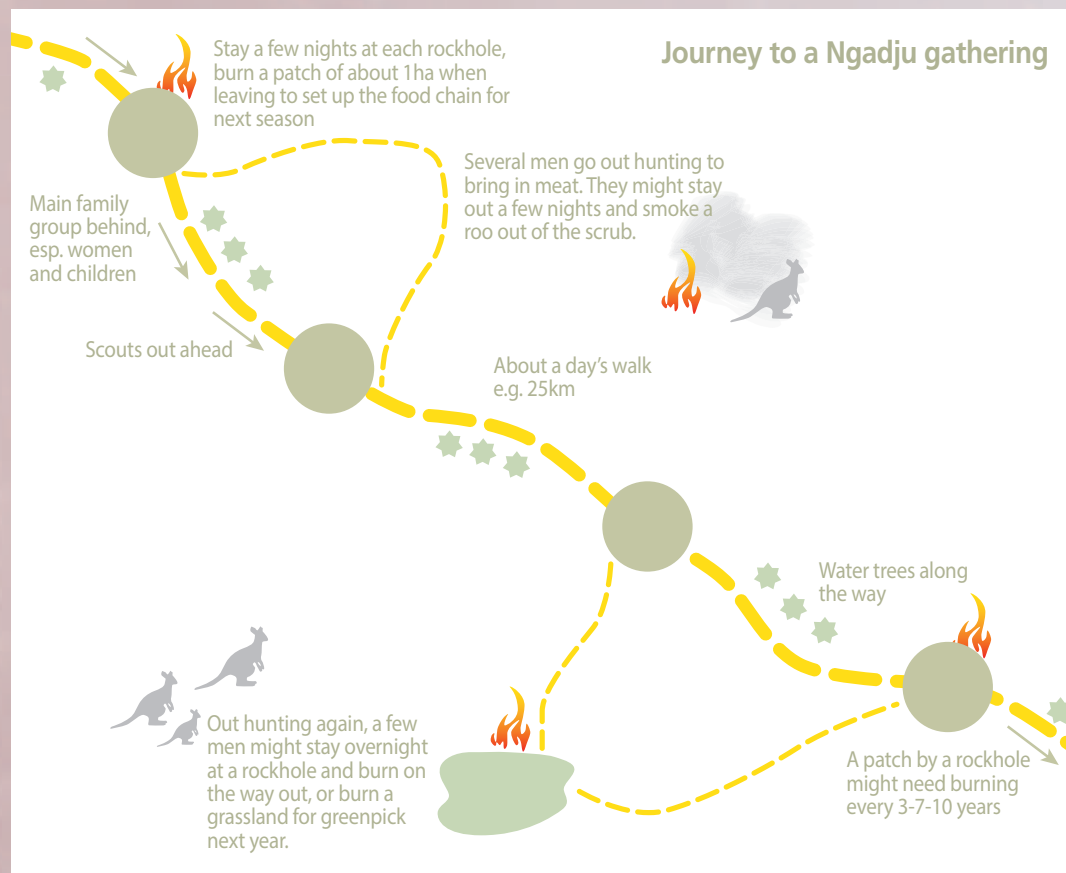 Journey to a Ngadju gathering
Stay a few nights at each rockhole,
burn a patch of about 1ha when
leaving to set up the food chain for
next season
Several men go out hunting to
bring in meat. They might stay
out a few nights and smoke a
roo out of the scrub.
Main family
group behind,
esp. women
and children
Scouts out ahead
About a day's walk
e.g. 25km
Water trees along
the way
Out hunting again, a few
men might stay overnight
at a rockhole and burn on
the way out, or burn a
grassland for greenpick
next year.
A patch by a rockhole
might need burning
every 3-7-10 years